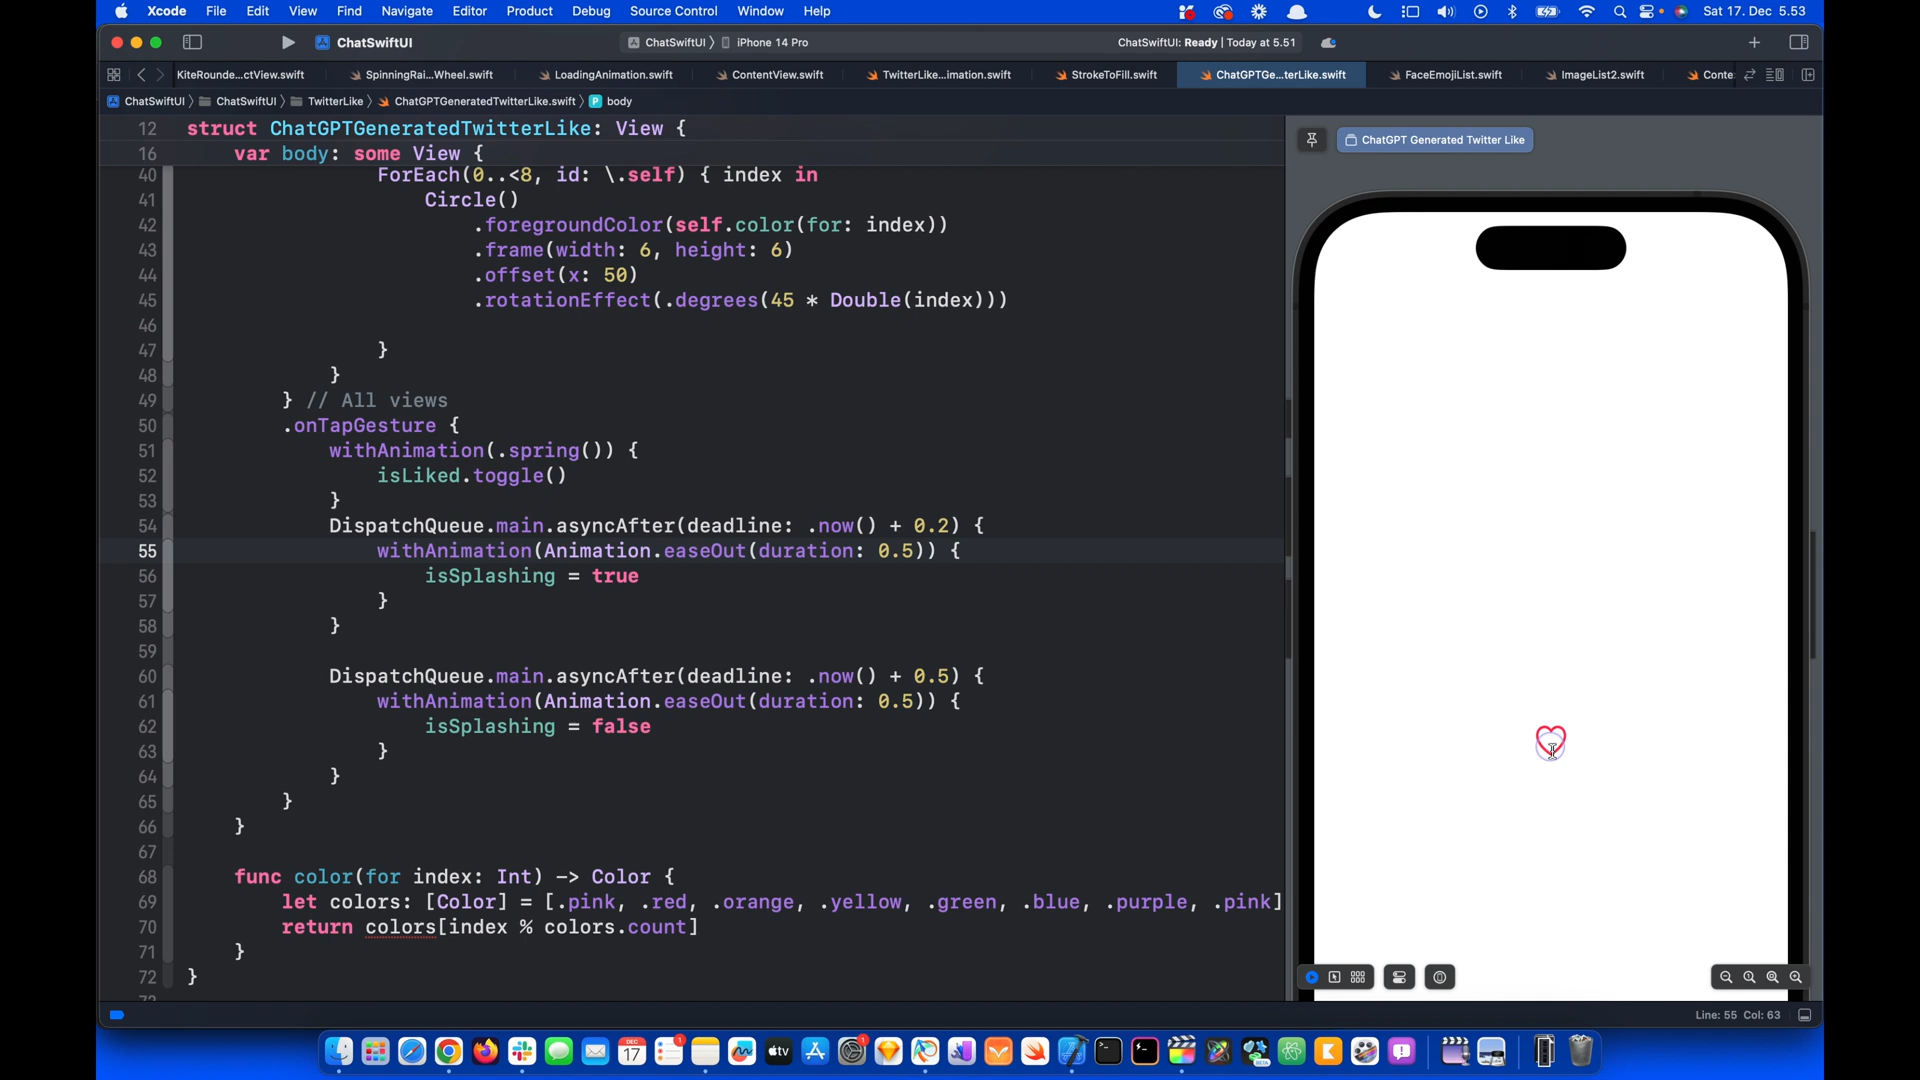 Xcode File Edit View Find Navigate Editor Product Debug Source Control Window Help Sat 17. Dec 5.53
ChatSwiftUI ChatSwiftUI 〉 iPhone 14 Pro ChatSwiftUI: Ready | Today at 5.51
KiteRounde...ctView.swift SpinningRai...Wheel.swift LoadingAnimation.swift ContentView.swift TwitterLike...imation.swift StrokeToFill.swift ChatGPTGe...terLike.swift FaceEmojiList.swift ImageList2.swift Conte
ChatSwiftUI 〉 ChatSwiftUI 〉 TwitterLike 〉 ChatGPTGeneratedTwitterLike.swift 〉 P body
12 struct ChatGPTGeneratedTwitterLike: View {
16 var body: some View {
40 ForEach(0..<8, id: \.self) { index in
41 Circle()
42 .foregroundColor(self.color(for: index))
43 .frame(width: 6, height: 6)
44 .offset(x: 50)
45 .rotationEffect(.degrees(45 * Double(index)))
46
47 }
48 }
49 } // All views
50 .onTapGesture {
51 withAnimation(.spring()) {
52 isLiked.toggle()
53 }
54 DispatchQueue.main.asyncAfter(deadline: .now() + 0.2) {
55 withAnimation(Animation.easeOut(duration: 0.5)) {
56 isSplashing = true
57 }
58 }
59
60 DispatchQueue.main.asyncAfter(deadline: .now() + 0.5) {
61 withAnimation(Animation.easeOut(duration: 0.5)) {
62 isSplashing = false
63 }
64 }
65 }
66 }
67
68 func color(for index: Int) -> Color {
69 let colors: [Color] = [.pink, .red, .orange, .yellow, .green, .blue, .purple, .pink]
70 return colors[index % colors.count]
71 }
72 }
ChatGPT Generated Twitter Like
Line: 55 Col: 63
DEC
17
1
tv
1
BETA